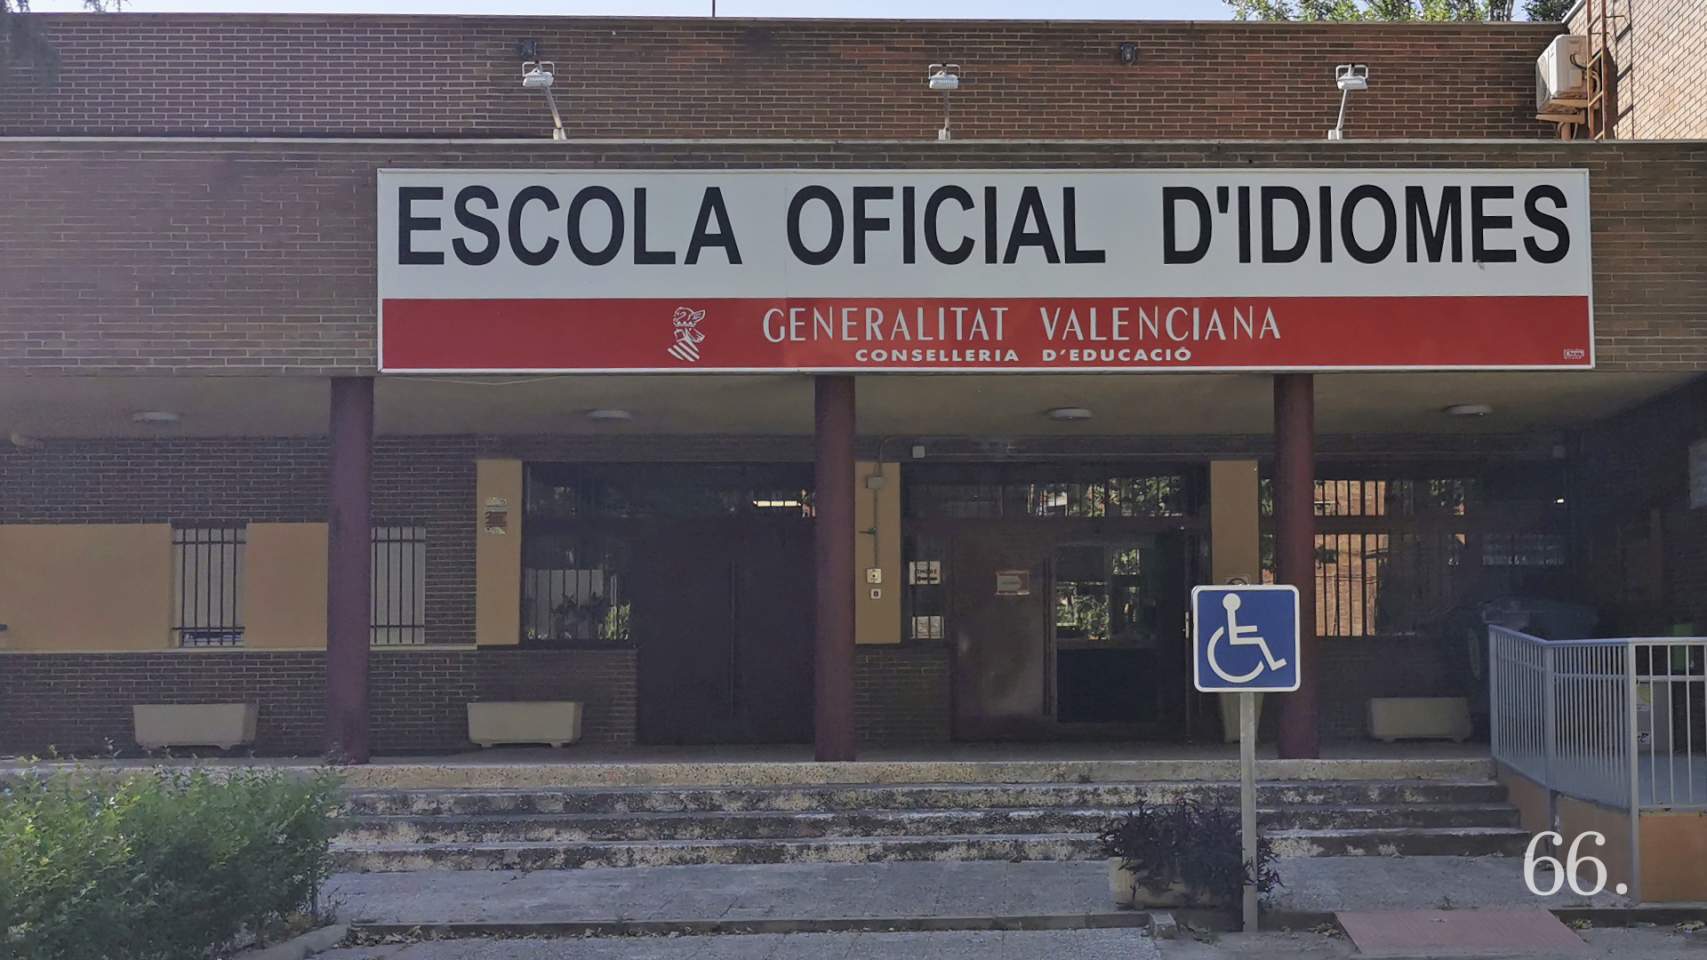 ESCOLA OFICIAL D'IDIOMES
GENERALITAT VALENCIANA
CONSELLERIA D'EDUCACIÓ
66.